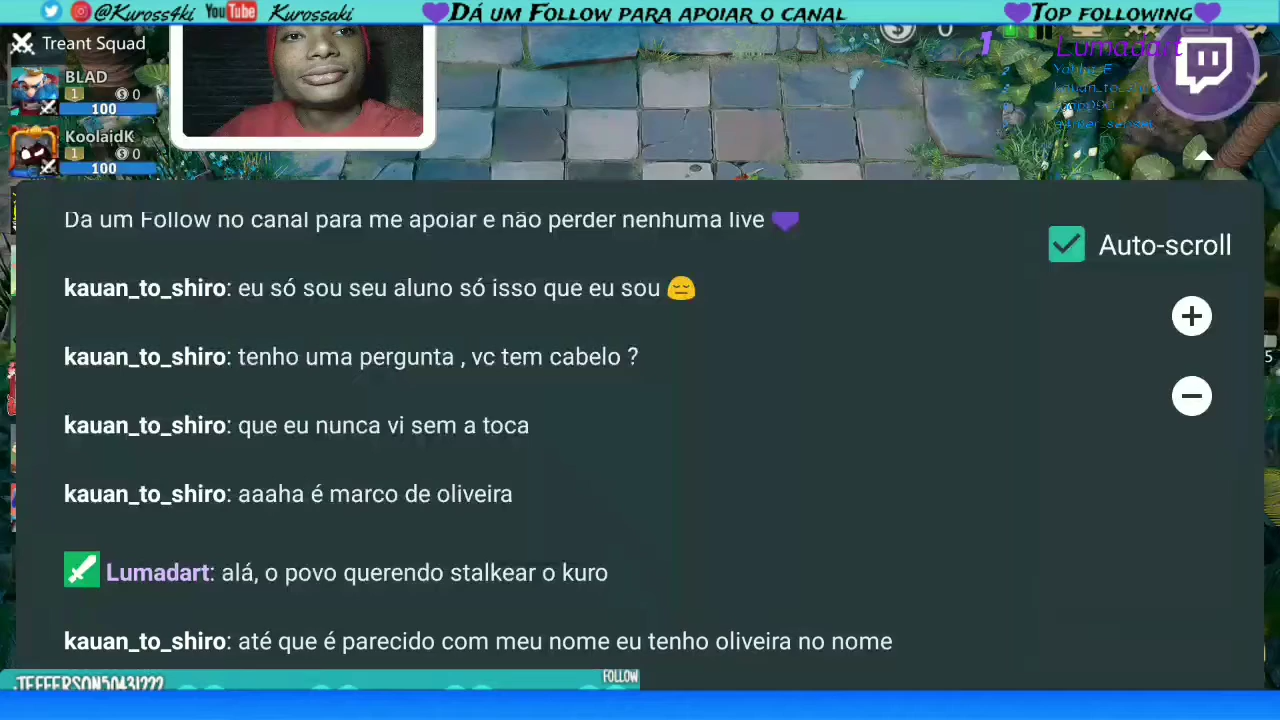 @Kuross4ki YouTube Kurossaki Dá um Follow para apoiar o canal Top following
Treant Squad
1 Lumadart
BLAD
1 0
100
KoolaidK
1 0
100
Da um Follow no canal para me apoiar e não perder nenhuma live 💜
Auto-scroll
kauan_to_shiro: eu só sou seu aluno só isso que eu sou 😔
kauan_to_shiro: tenho uma pergunta , vc tem cabelo ?
kauan_to_shiro: que eu nunca vi sem a toca
kauan_to_shiro: aaaha é marco de oliveira
Lumadart: alá, o povo querendo stalkear o kuro
kauan_to_shiro: até que é parecido com meu nome eu tenho oliveira no nome
FOLLOW